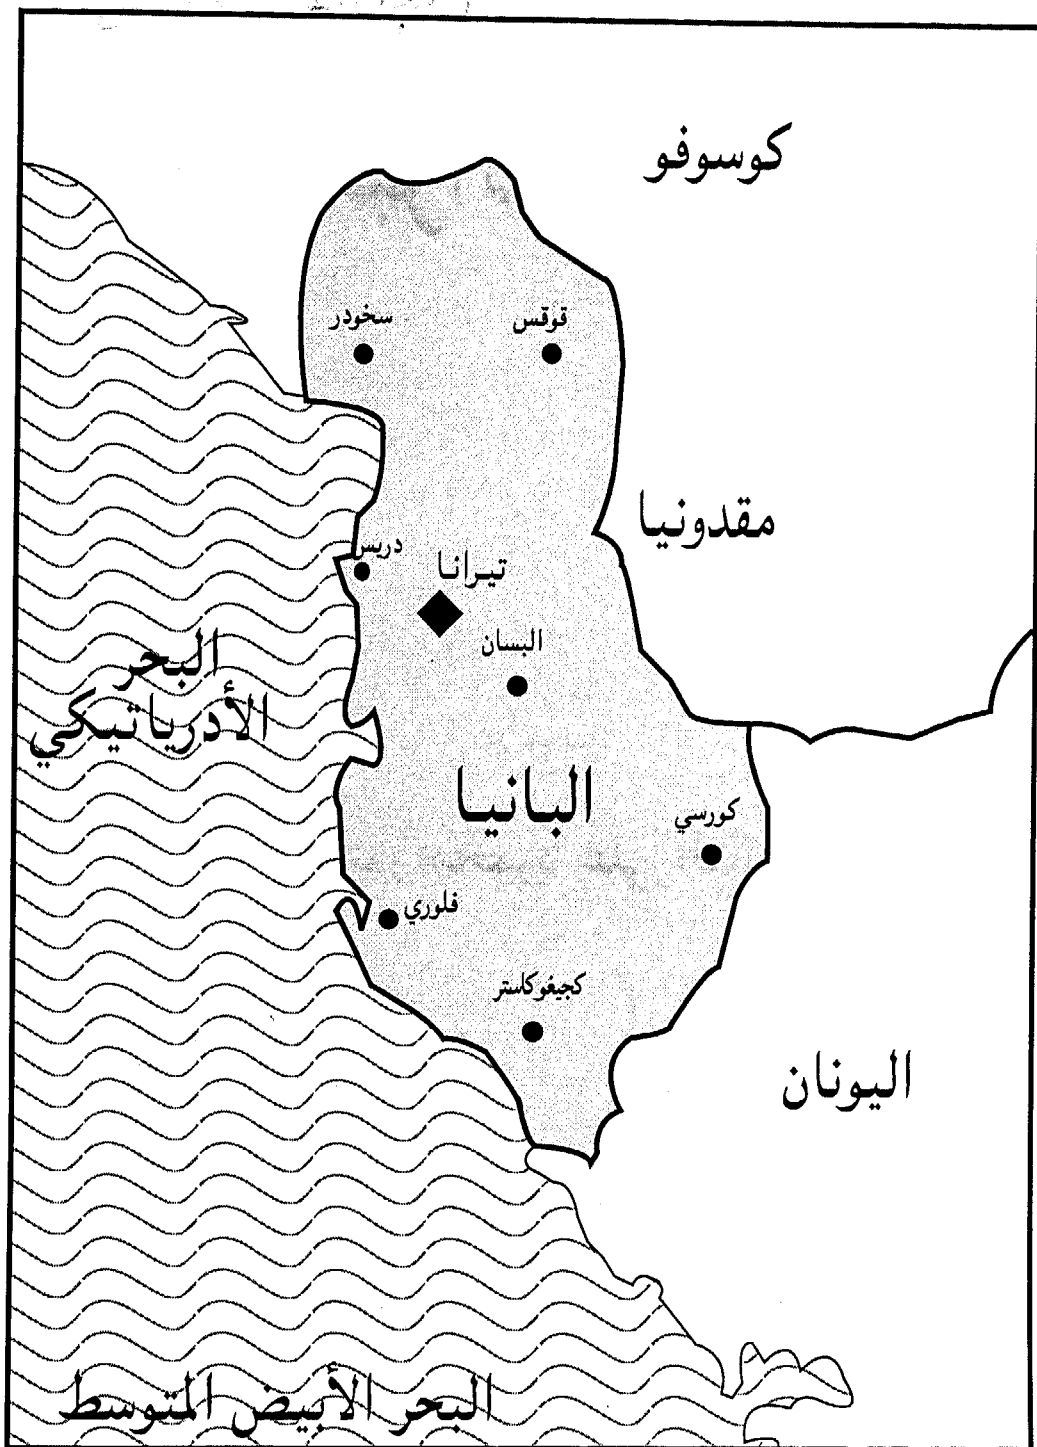 كوسوفو
سخودر
قوقس
مقدونيا
دريس
تيرانا
البسان
البحر
الأدرياتيكي
البانيا
كورسي
فلوري
كجيغوكاستر
اليونان
البحر الأبيض المتوسط